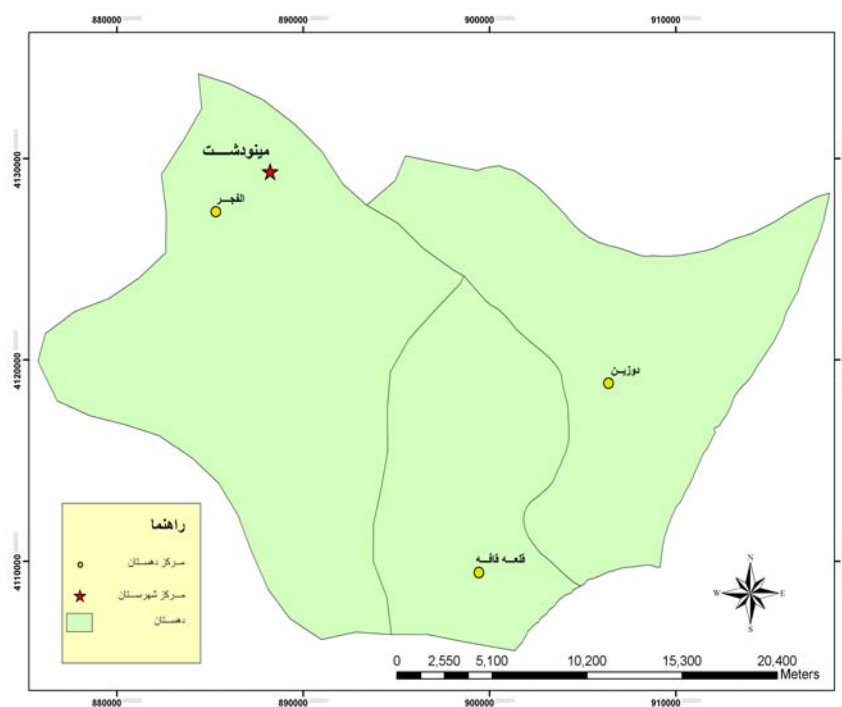 880000
890000
900000
910000
4130000
4120000
4110000
مینودشت
الفجر
دوزین
قلعه قافه
راهنما
مرکز دهستان
مرکز شهرستان
دهستان
N
W E
S
0 2,550 5,100 10,200 15,300 20,400
Meters
880000
890000
900000
910000